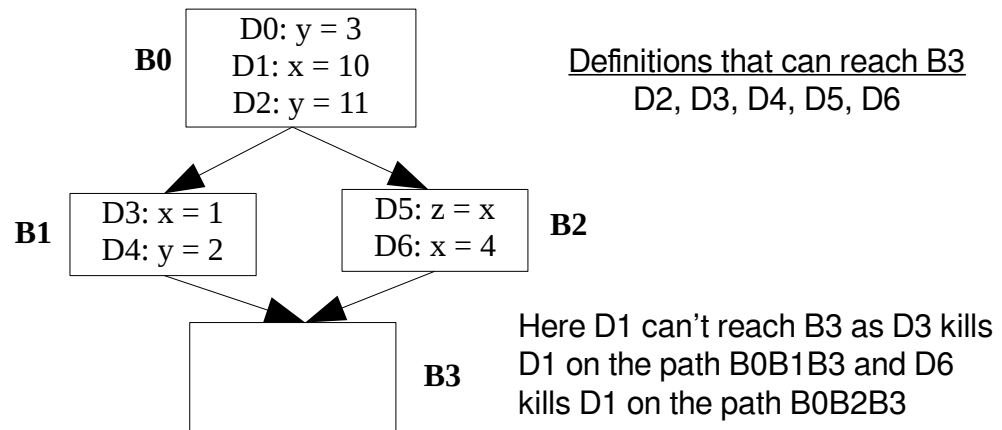 B0
D0: y = 3
D1: x = 10
D2: y = 11
Definitions that can reach B3
D2, D3, D4, D5, D6
B1
D3: x = 1
D4: y = 2
D5: z = x
D6: x = 4
B2
B3
Here D1 can’t reach B3 as D3 kills
D1 on the path B0B1B3 and D6
kills D1 on the path B0B2B3